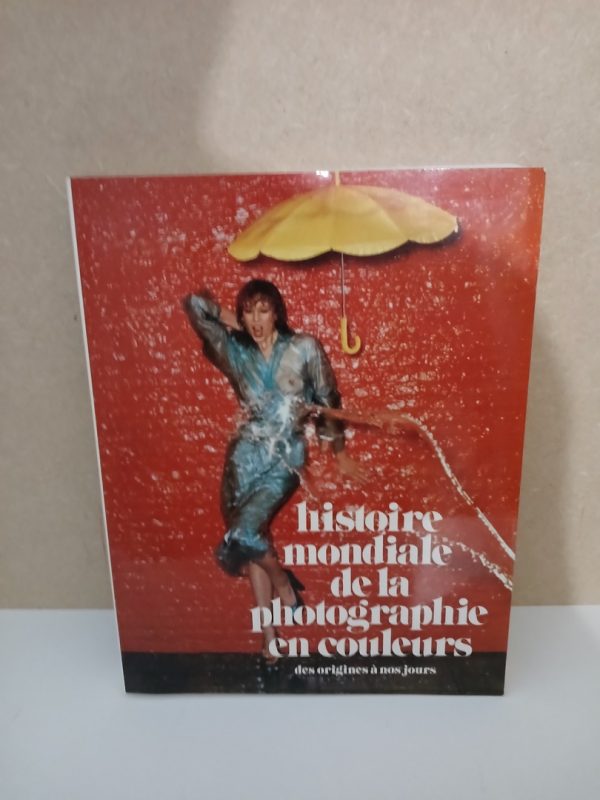 histoire
mondiale
de la
photographie
en couleurs
des origines à nos jours